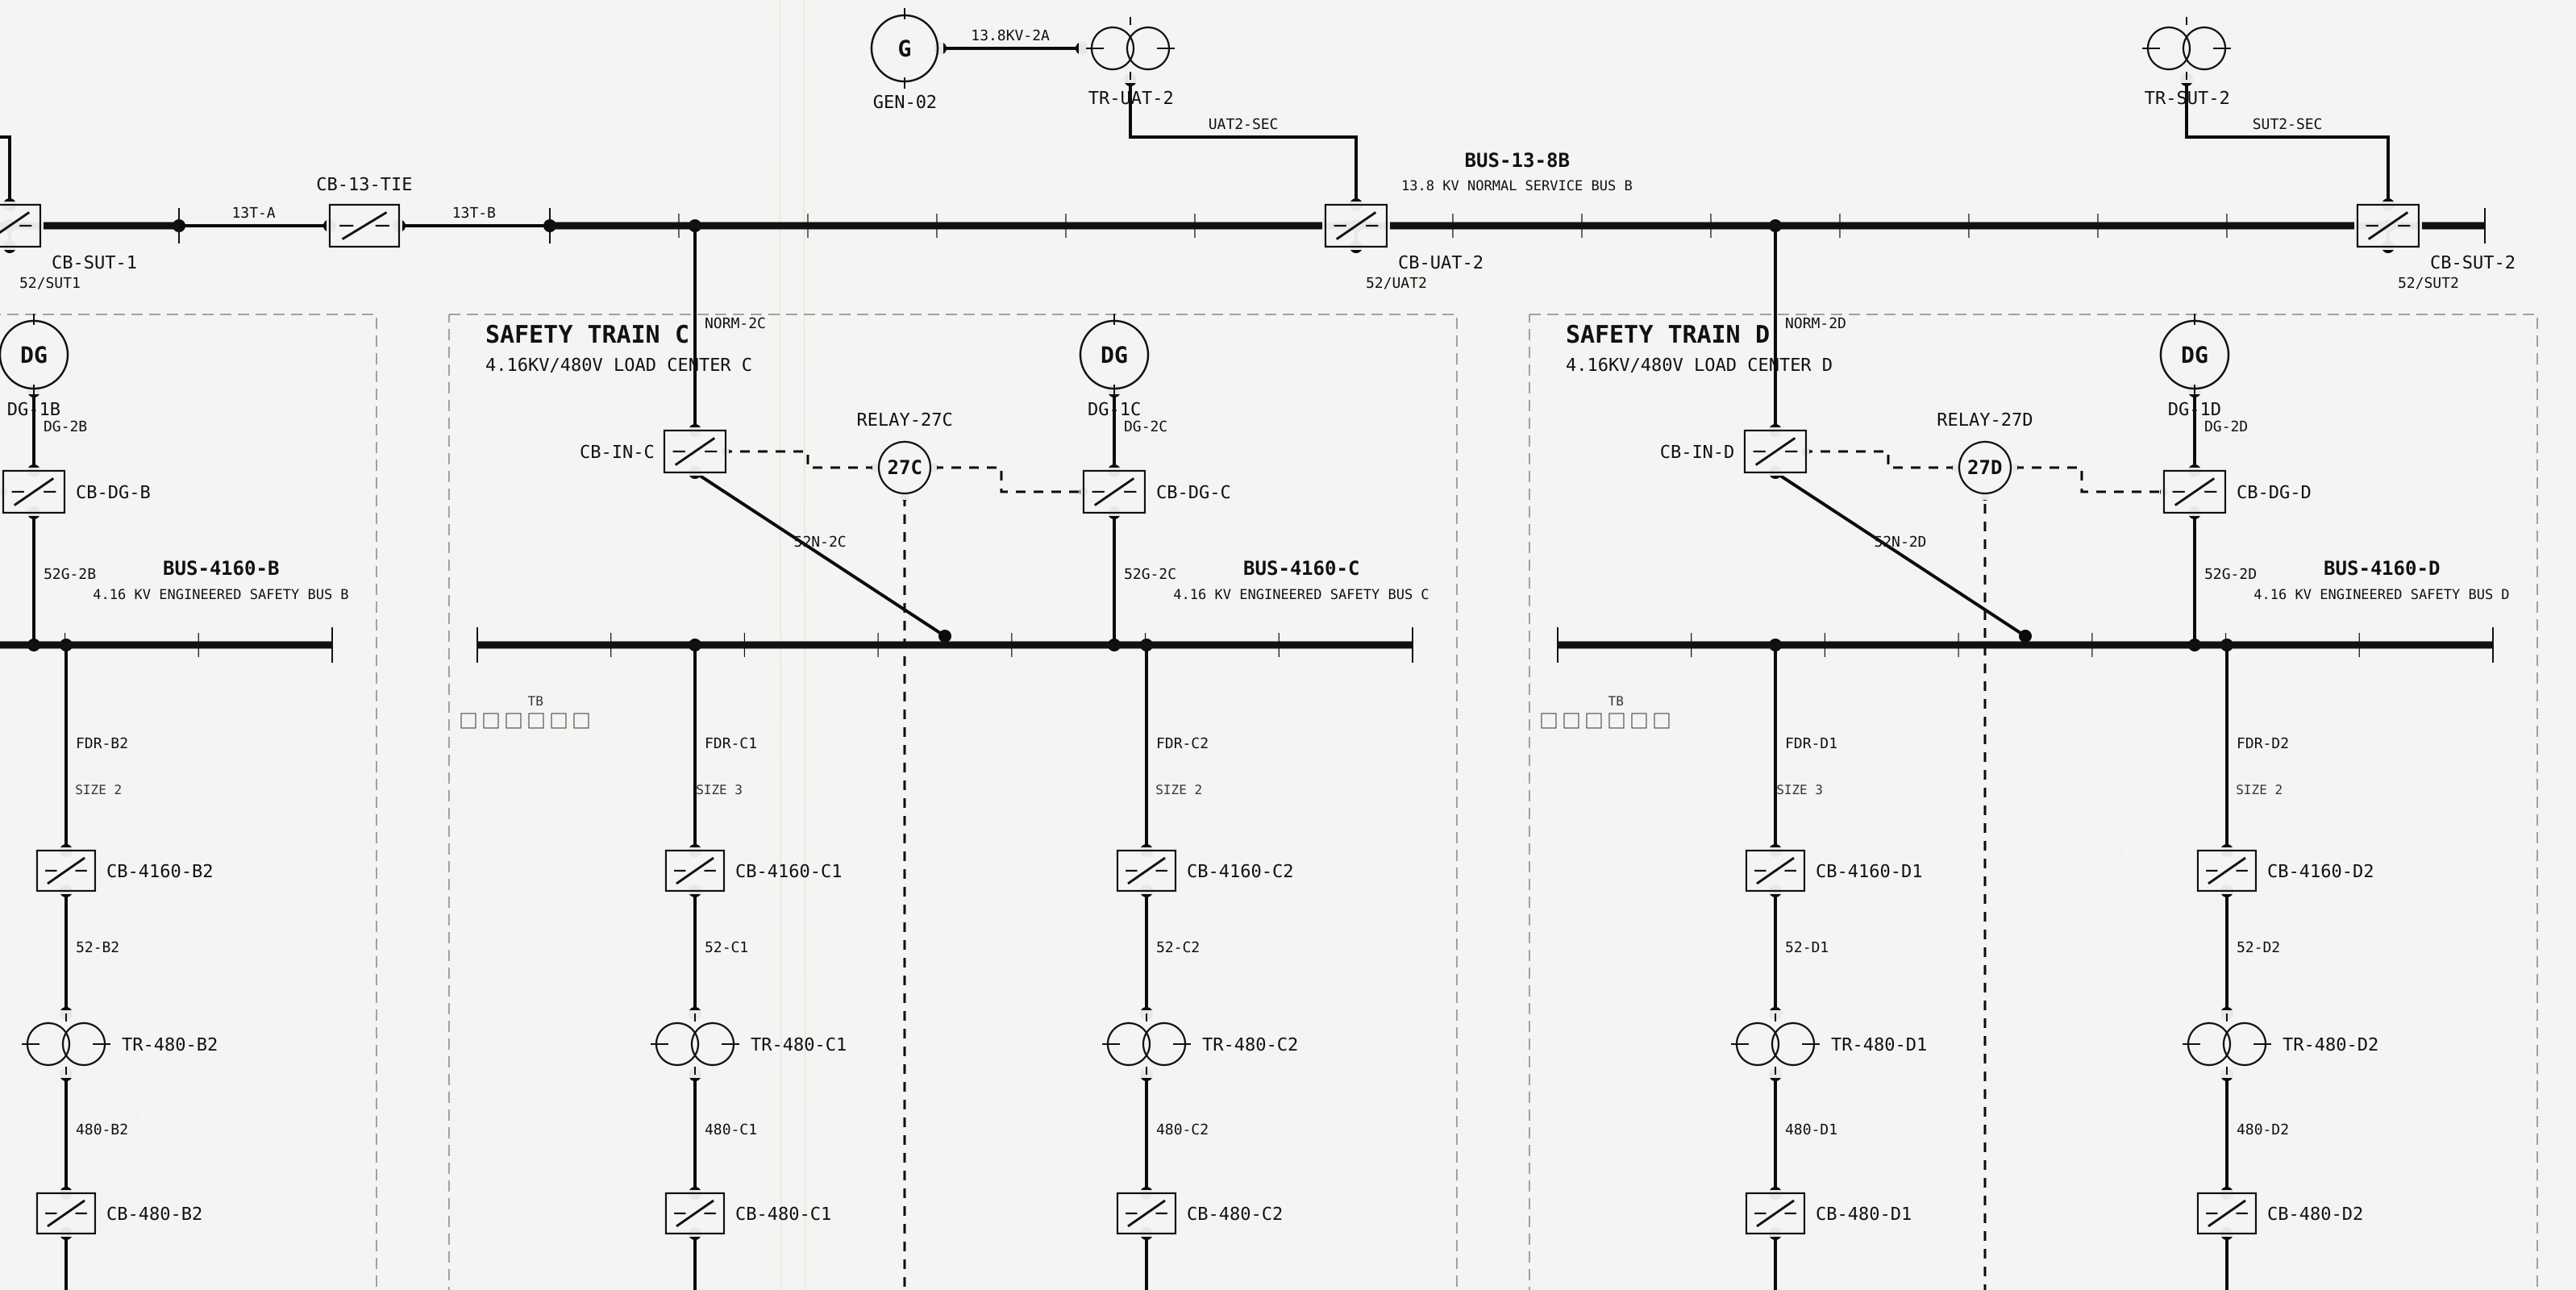 G
13.8KV-2A
GEN-02
TR-UAT-2
TR-SUT-2
UAT2-SEC
SUT2-SEC
BUS-13-8B
13.8 KV NORMAL SERVICE BUS B
CB-13-TIE
13T-A
13T-B
CB-SUT-1
52/SUT1
CB-UAT-2
52/UAT2
CB-SUT-2
52/SUT2
DG
DG-1B
DG-2B
CB-DG-B
52G-2B
BUS-4160-B
4.16 KV ENGINEERED SAFETY BUS B
FDR-B2
SIZE 2
CB-4160-B2
52-B2
TR-480-B2
480-B2
CB-480-B2
SAFETY TRAIN C
4.16KV/480V LOAD CENTER C
NORM-2C
DG
DG-1C
DG-2C
RELAY-27C
CB-IN-C
27C
CB-DG-C
52N-2C
52G-2C
BUS-4160-C
4.16 KV ENGINEERED SAFETY BUS C
TB
FDR-C1
FDR-C2
SIZE 3
SIZE 2
CB-4160-C1
CB-4160-C2
52-C1
52-C2
TR-480-C1
TR-480-C2
480-C1
480-C2
CB-480-C1
CB-480-C2
SAFETY TRAIN D
4.16KV/480V LOAD CENTER D
NORM-2D
DG
DG-1D
DG-2D
RELAY-27D
CB-IN-D
27D
CB-DG-D
52N-2D
52G-2D
BUS-4160-D
4.16 KV ENGINEERED SAFETY BUS D
TB
FDR-D1
FDR-D2
SIZE 3
SIZE 2
CB-4160-D1
CB-4160-D2
52-D1
52-D2
TR-480-D1
TR-480-D2
480-D1
480-D2
CB-480-D1
CB-480-D2